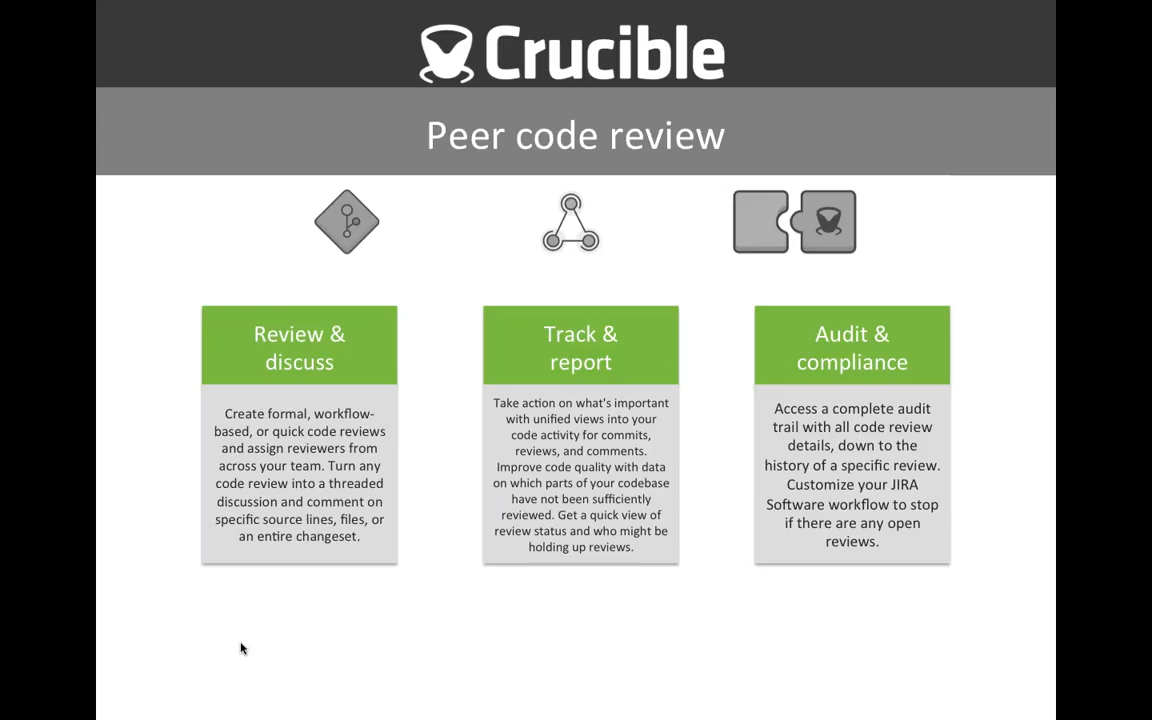 Crucible
Peer code review
Review &
discuss
Create formal, workflow-
based, or quick code reviews
and assign reviewers from
across your team. Turn any
code review into a threaded
discussion and comment on
specific source lines, files, or
an entire changeset.
Track &
report
Take action on what's important
with unified views into your
code activity for commits,
reviews, and comments.
Improve code quality with data
on which parts of your codebase
have not been sufficiently
reviewed. Get a quick view of
review status and who might be
holding up reviews.
Audit &
compliance
Access a complete audit
trail with all code review
details, down to the
history of a specific review.
Customize your JIRA
Software workflow to stop
if there are any open
reviews.